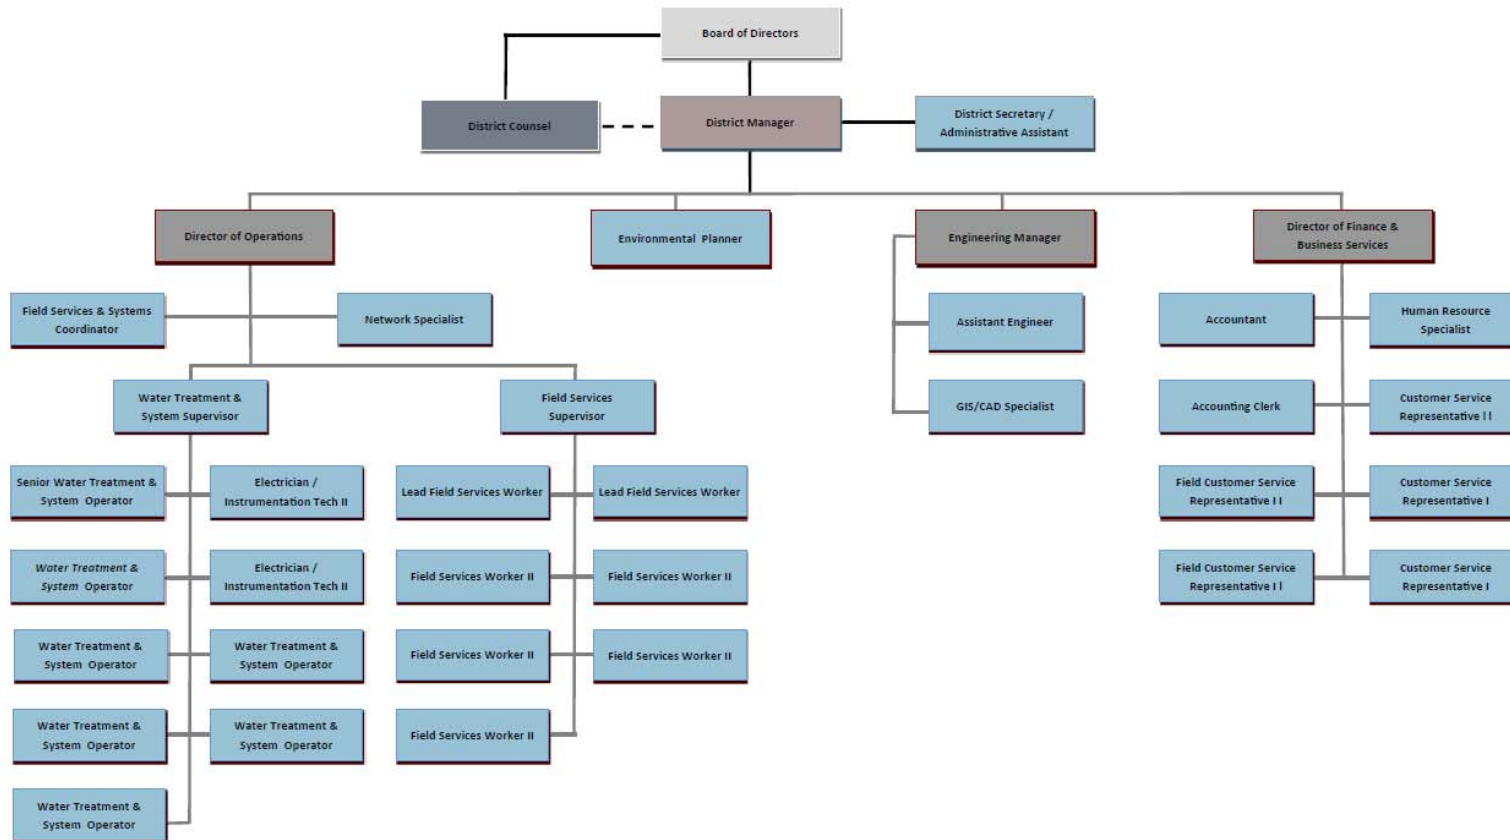 Board of Directors
District Counsel
District Manager
District Secretary /
Administrative Assistant
Director of Operations
Environmental Planner
Engineering Manager
Director of Finance &
Business Services
Field Services & Systems
Coordinator
Network Specialist
Assistant Engineer
Accountant
Human Resource
Specialist
Water Treatment &
System Supervisor
Field Services
Supervisor
GIS/CAD Specialist
Accounting Clerk
Customer Service
Representative l l
Senior Water Treatment &
System Operator
Electrician /
Instrumentation Tech II
Lead Field Services Worker
Lead Field Services Worker
Field Customer Service
Representative I I
Customer Service
Representative I
Water Treatment &
System Operator
Electrician /
Instrumentation Tech II
Field Services Worker II
Field Services Worker II
Field Customer Service
Representative I l
Customer Service
Representative I
Water Treatment &
System Operator
Water Treatment &
System Operator
Field Services Worker II
Field Services Worker II
Water Treatment &
System Operator
Water Treatment &
System Operator
Field Services Worker II
Water Treatment &
System Operator